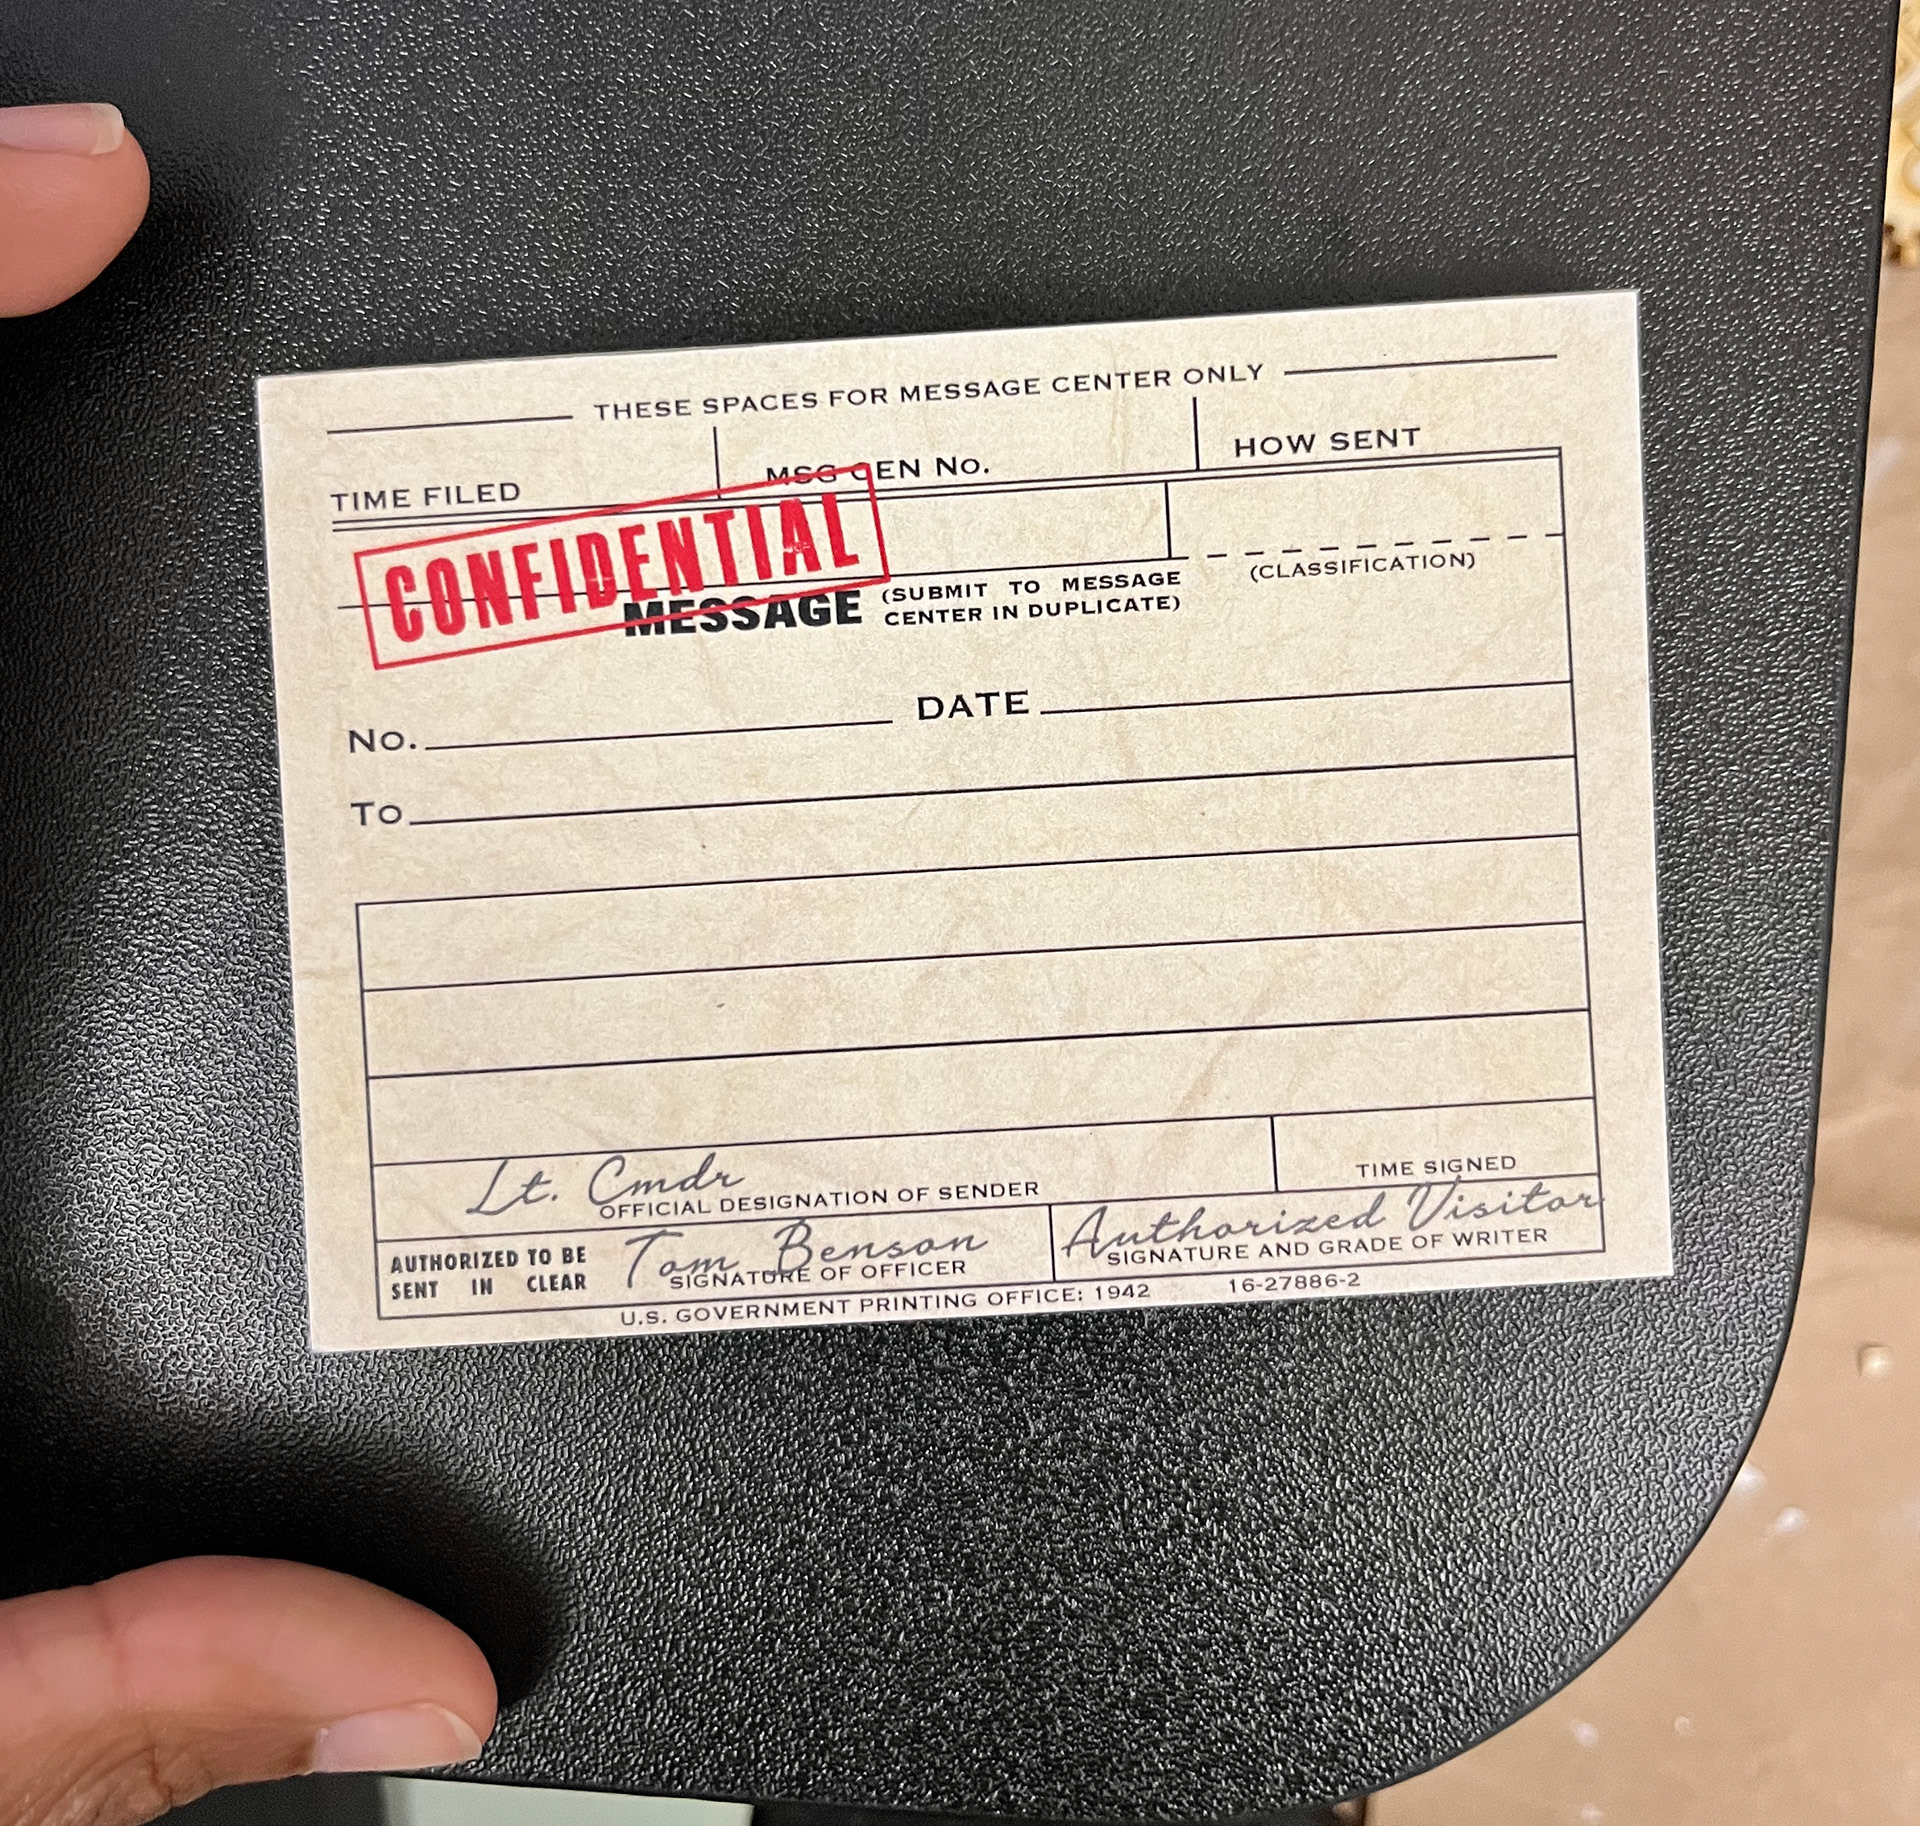 THESE SPACES FOR MESSAGE CENTER ONLY
TIME FILED MSG CEN No. HOW SENT
CONFIDENTIAL
(CLASSIFICATION)
MESSAGE (SUBMIT TO MESSAGE
CENTER IN DUPLICATE)
No. DATE
To
Lt. Cmdr
OFFICIAL DESIGNATION OF SENDER
TIME SIGNED
AUTHORIZED TO BE
SENT IN CLEAR
Tom Benson
SIGNATURE OF OFFICER
Authorized Visitor
SIGNATURE AND GRADE OF WRITER
U.S. GOVERNMENT PRINTING OFFICE: 1942 16-27886-2